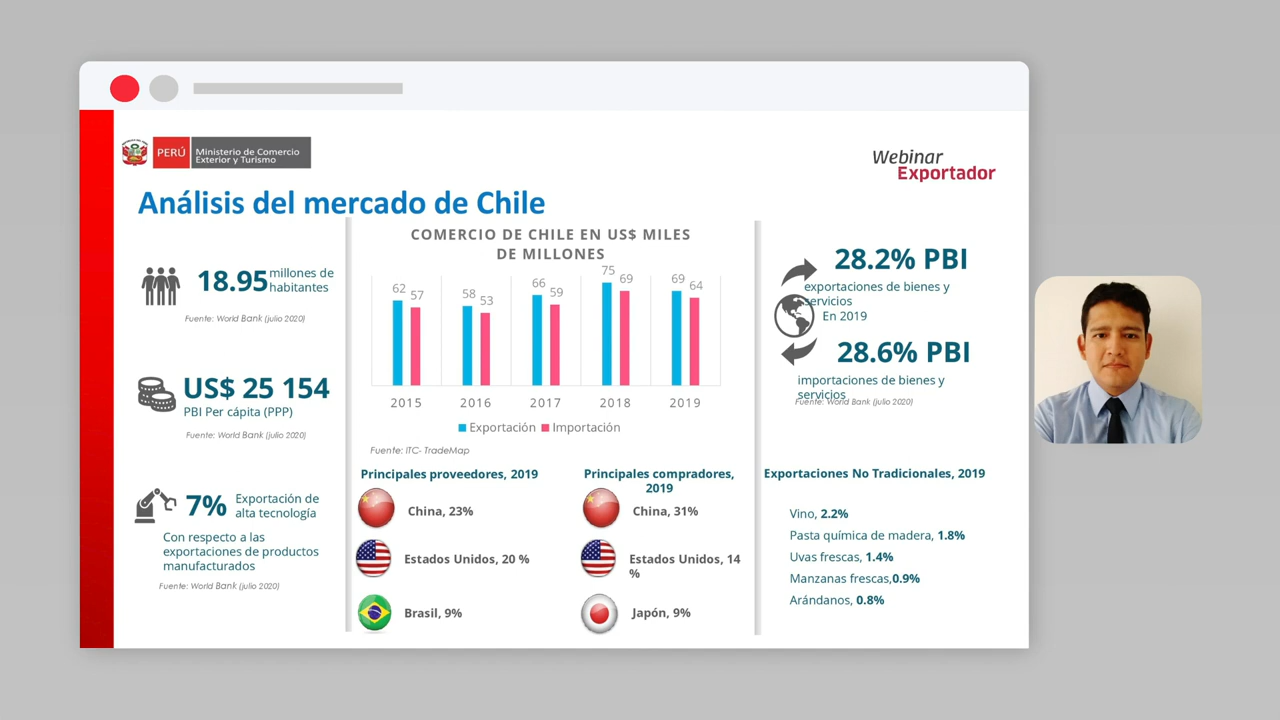 PERÚ
Ministerio de Comercio
Exterior y Turismo
Webinar
Exportador
Análisis del mercado de Chile
18.95 millones de
habitantes
Fuente: World Bank (julio 2020)
US$ 25 154
PBI Per cápita (PPP)
Fuente: World Bank (julio 2020)
7% Exportación de
alta tecnología
Con respecto a las
exportaciones de productos
manufacturados
Fuente: World Bank (julio 2020)
COMERCIO DE CHILE EN US$ MILES
DE MILLONES
62 57 58 53 66 59 75 69 69 64
2015 2016 2017 2018 2019
Exportación Importación
Fuente: ITC- TradeMap
Principales proveedores, 2019
China, 23%
Estados Unidos, 20 %
Brasil, 9%
Principales compradores,
2019
China, 31%
Estados Unidos, 14
%
Japón, 9%
28.2% PBI
exportaciones de bienes y
servicios
En 2019
28.6% PBI
importaciones de bienes y
servicios
Fuente: World Bank (julio 2020)
Exportaciones No Tradicionales, 2019
Vino, 2.2%
Pasta química de madera, 1.8%
Uvas frescas, 1.4%
Manzanas frescas,0.9%
Arándanos, 0.8%